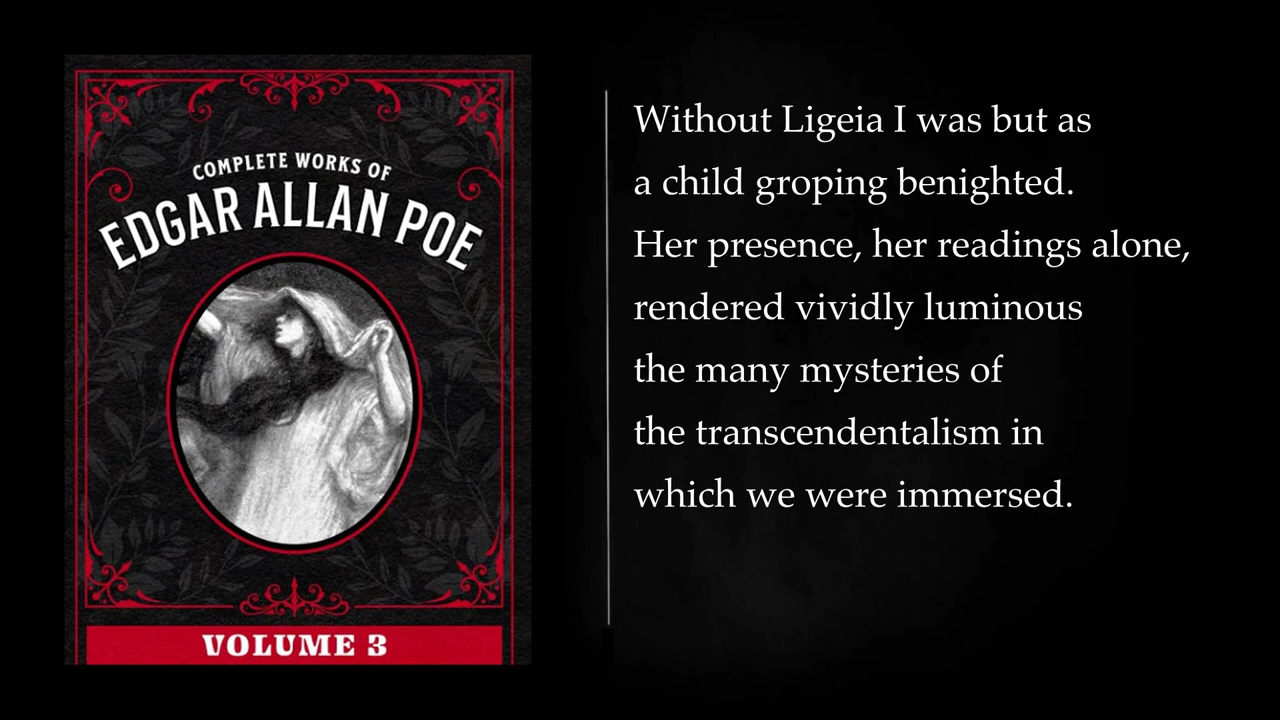 COMPLETE WORKS OF
EDGAR ALLAN POE
VOLUME 3
Without Ligeia I was but as
a child groping benighted.
Her presence, her readings alone,
rendered vividly luminous
the many mysteries of
the transcendentalism in
which we were immersed.